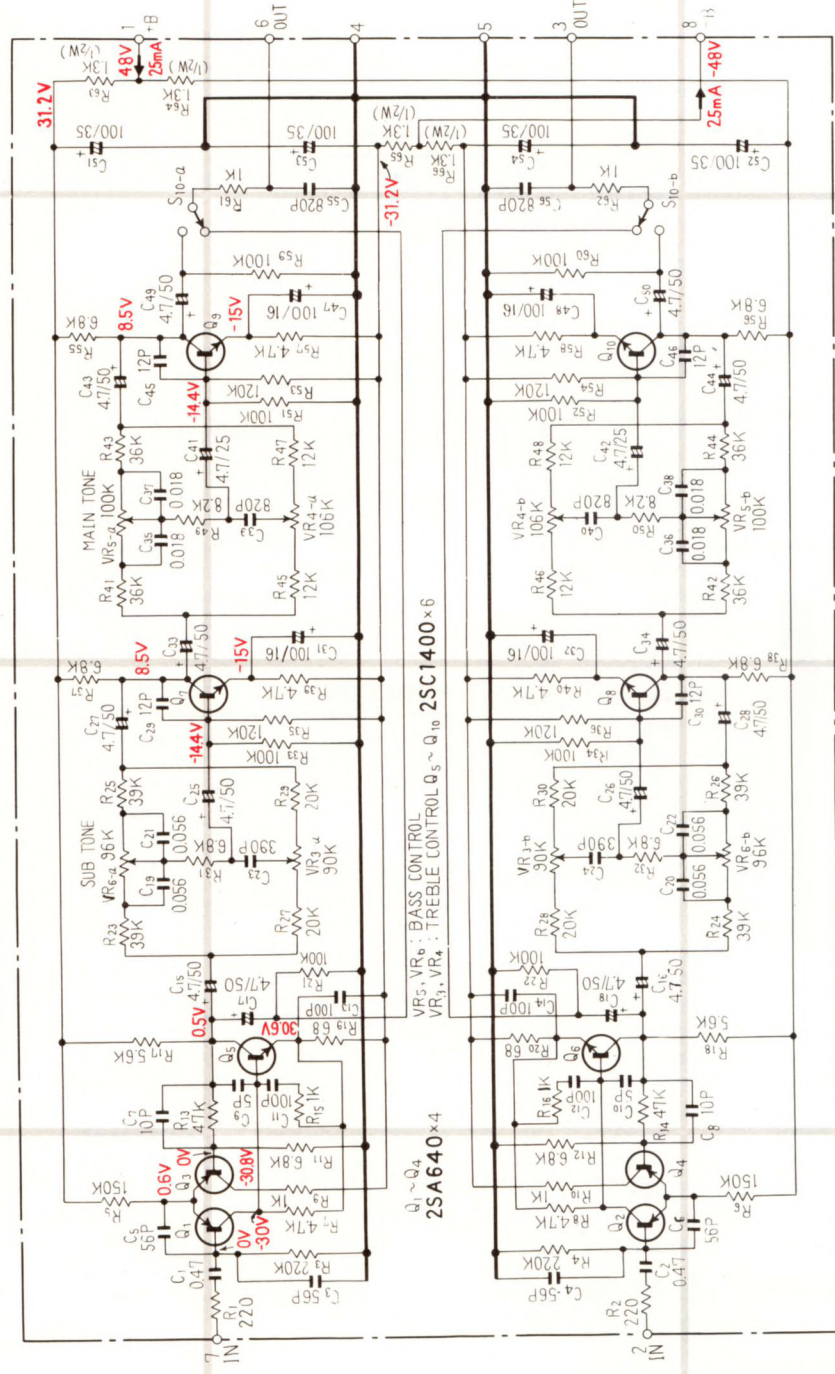 1
+B
48V
25mA
31.2V
R63
1.3K
(1/2W)
R64
1.3K
(1/2W)
6
OUT
4
5
3
OUT
8
-B
-48V
25mA
C51
100/35
C53
100/35
R65
1.3K
(1/2W)
R66
1.3K
(1/2W)
-31.2V
C54
100/35
C52
100/35
S10-a
R61
1K
C55
820P
C56
820P
R62
1K
S10-b
R55
6.8K
8.5V
C49
4.7/50
R59
100K
Q9
-15V
C47
100/16
R57
4.7K
C43
4.7/50
C45
12P
-14.4V
R53
120K
R51
100K
R43
36K
C41
4.7/25
R47
12K
MAIN TONE
VR5-a
100K
C37
0.018
C35
0.018
R49
8.2K
C39
820P
VR4-a
106K
R41
36K
R45
12K
R60
100K
C50
4.7/50
C48
100/16
R58
4.7K
Q10
R56
6.8K
R54
120K
R52
100K
C46
12P
C44
4.7/50
R48
12K
C42
4.7/25
R44
36K
VR4-b
106K
C40
820P
R50
8.2K
C38
0.018
C36
0.018
VR5-b
100K
R46
12K
R42
36K
R37
6.8K
8.5V
C33
4.7/50
-15V
C31
100/16
R39
4.7K
Q7
C27
4.7/50
C29
12P
-14.4V
R35
120K
R33
100K
R25
39K
C25
4.7/50
R29
20K
SUB TONE
VR6-a
96K
C21
0.056
C19
0.056
R31
6.8K
C23
390P
VR3-a
90K
R23
39K
R27
20K
C34
4.7/50
R38
6.8K
C32
100/16
R40
4.7K
Q8
R36
120K
R34
100K
C30
12P
C28
4.7/50
R30
20K
C26
4.7/50
R26
39K
VR3-b
90K
C24
390P
R32
6.8K
C22
0.056
C20
0.056
VR6-b
96K
R28
20K
R24
39K
VR5, VR6 : BASS CONTROL
VR3, VR4 : TREBLE CONTROL
Q5 ~ Q10 2SC1400×6
Q1 ~ Q4
2SA640×4
C15
4.7/50
C17
4.7/50
R21
100K
0.5V
30.6V
C13
100P
R19
68
R17
5.6K
Q5
C7
10P
R13
47K
C9
5P
C11
100P
R15
1K
0V
0.6V
Q3
-30.8V
R11
6.8K
R5
150K
R9
1K
R7
4.7K
C5
56P
Q1
0V
-30V
R3
220K
C1
0.47
C3
56P
R1
220
7
IN
R22
100K
C18
4.7/50
C16
4.7/50
C14
100P
R20
68
Q6
R18
5.6K
R16
1K
C12
100P
C10
5P
R14
47K
C8
10P
R12
6.8K
Q4
R10
1K
R8
4.7K
Q2
C6
56P
R6
150K
R4
220K
C4
56P
C2
0.47
R2
220
2
IN